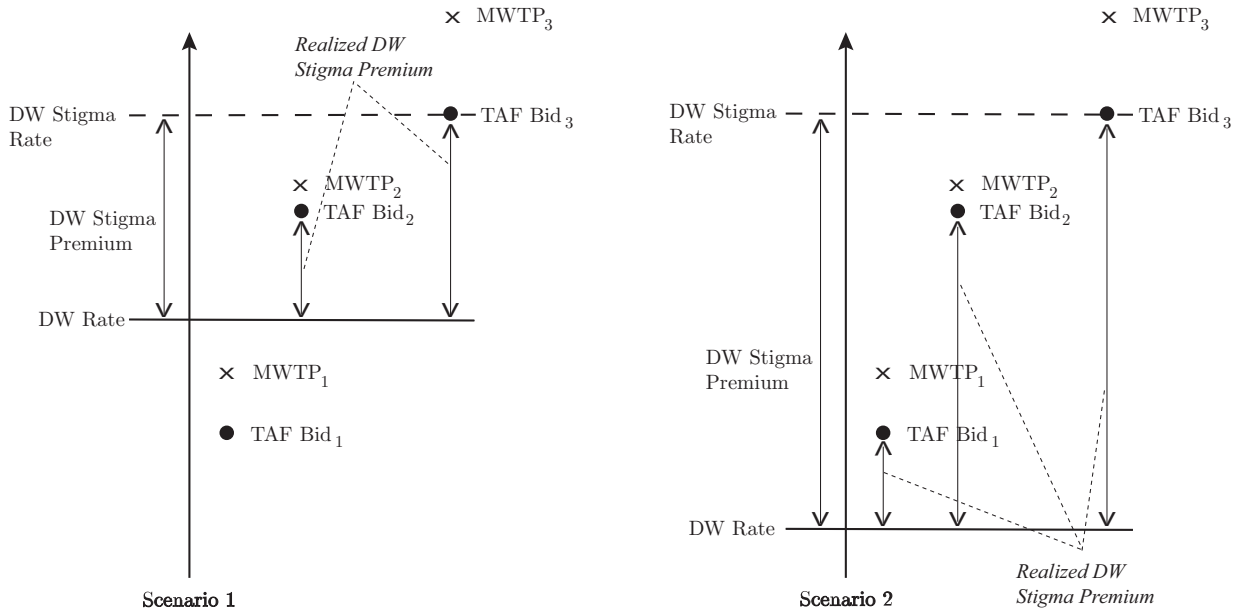 MWTP₃
Realized DW
Stigma Premium
DW Stigma
Rate
TAF Bid₃
MWTP₂
TAF Bid₂
DW Stigma
Premium
DW Rate
MWTP₁
TAF Bid₁
Scenario 1
MWTP₃
DW Stigma
Rate
TAF Bid₃
MWTP₂
TAF Bid₂
DW Stigma
Premium
MWTP₁
TAF Bid₁
DW Rate
Realized DW
Stigma Premium
Scenario 2